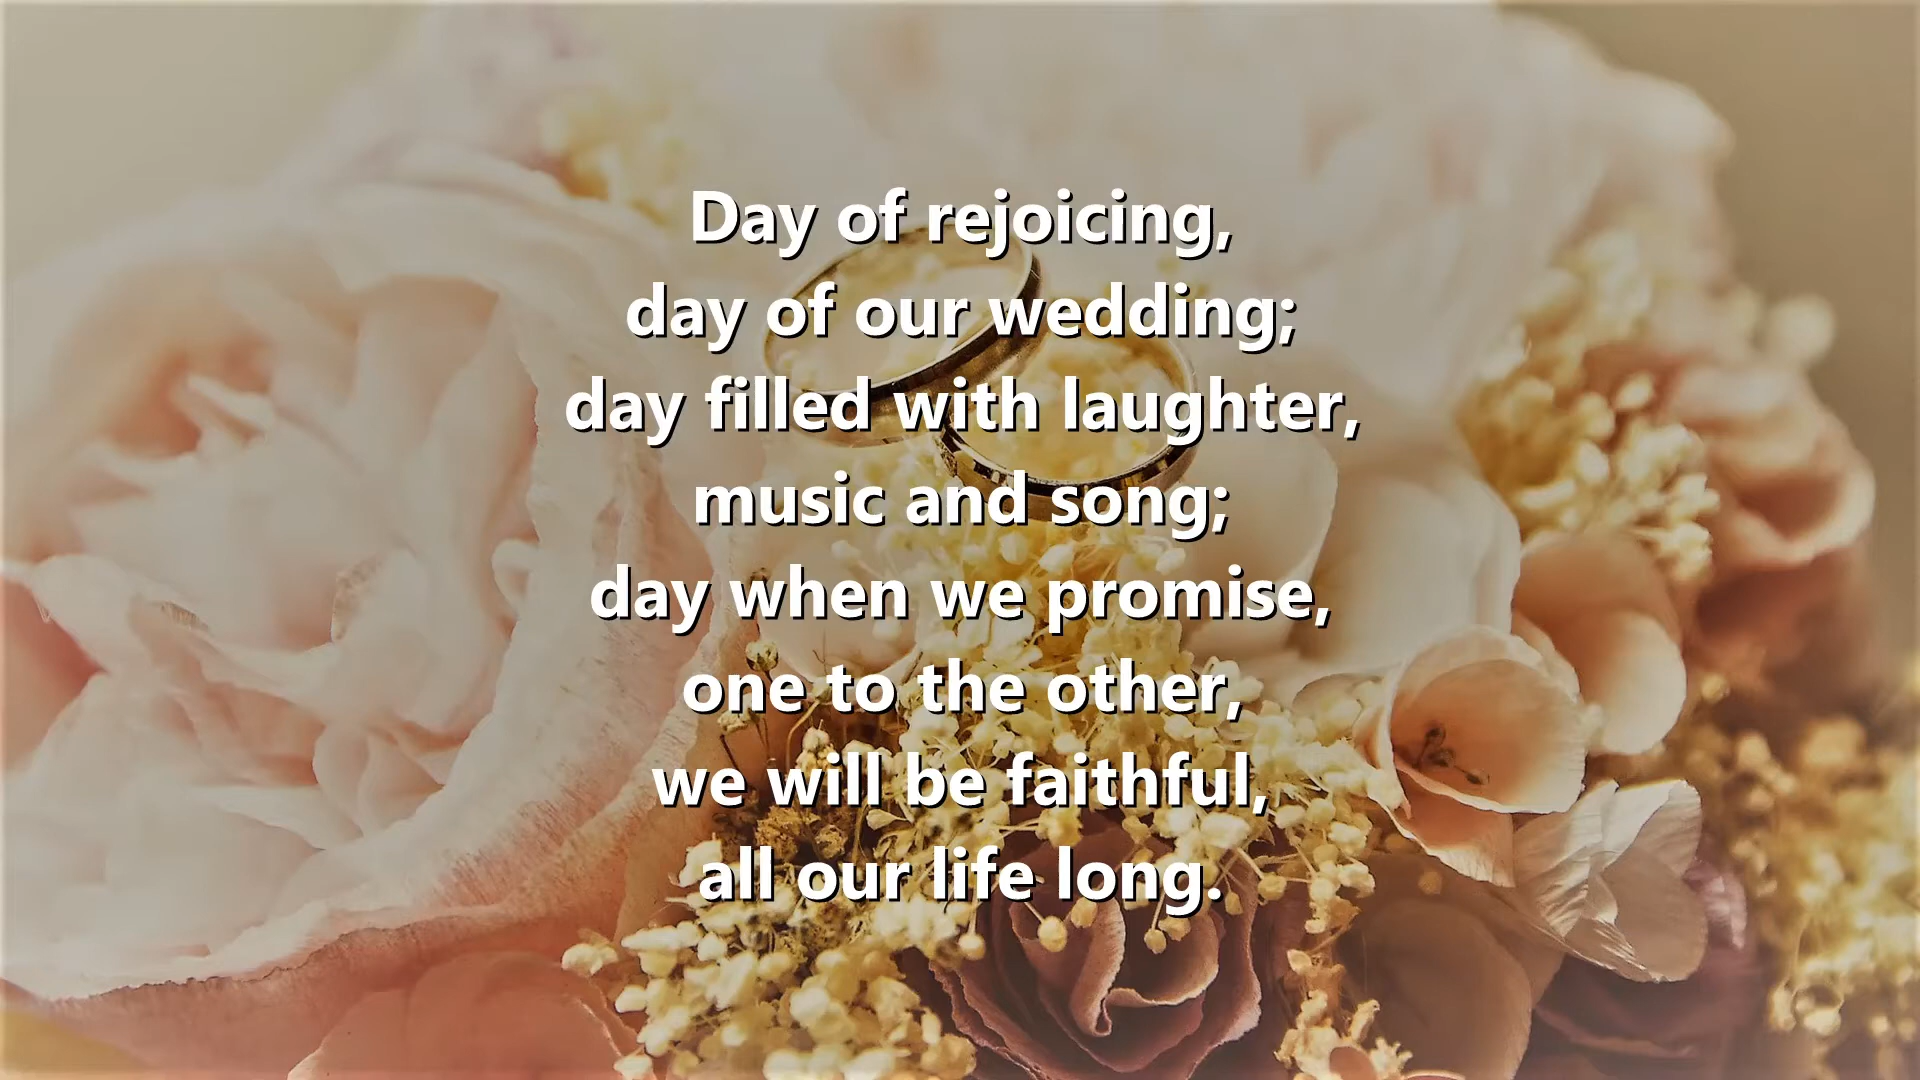 Day of rejoicing,
day of our wedding;
day filled with laughter,
music and song;
day when we promise,
one to the other,
we will be faithful,
all our life long.